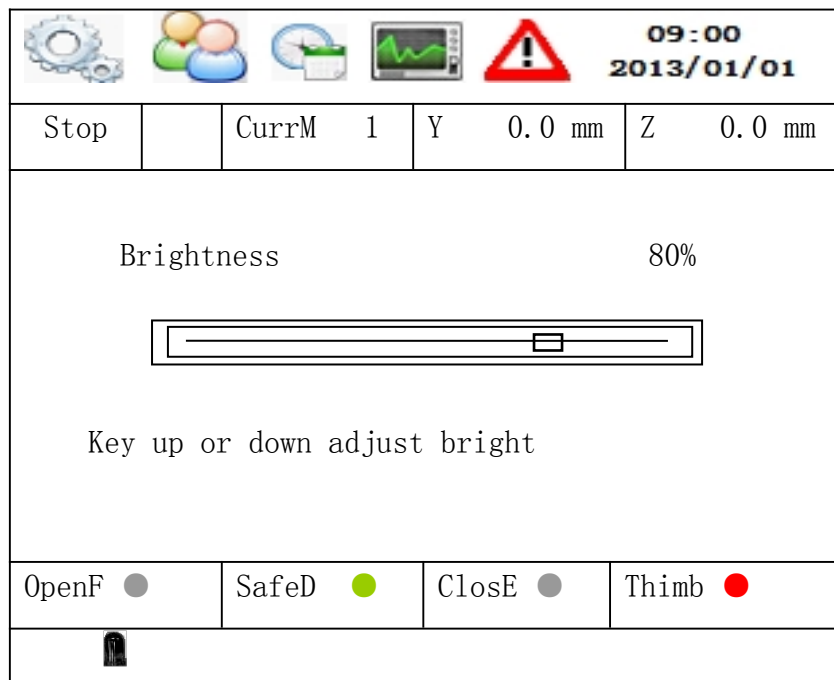 09:00
2013/01/01
Stop CurrM 1 Y 0.0 mm Z 0.0 mm
Brightness 80%
Key up or down adjust bright
OpenF SafeD ClosE Thimb